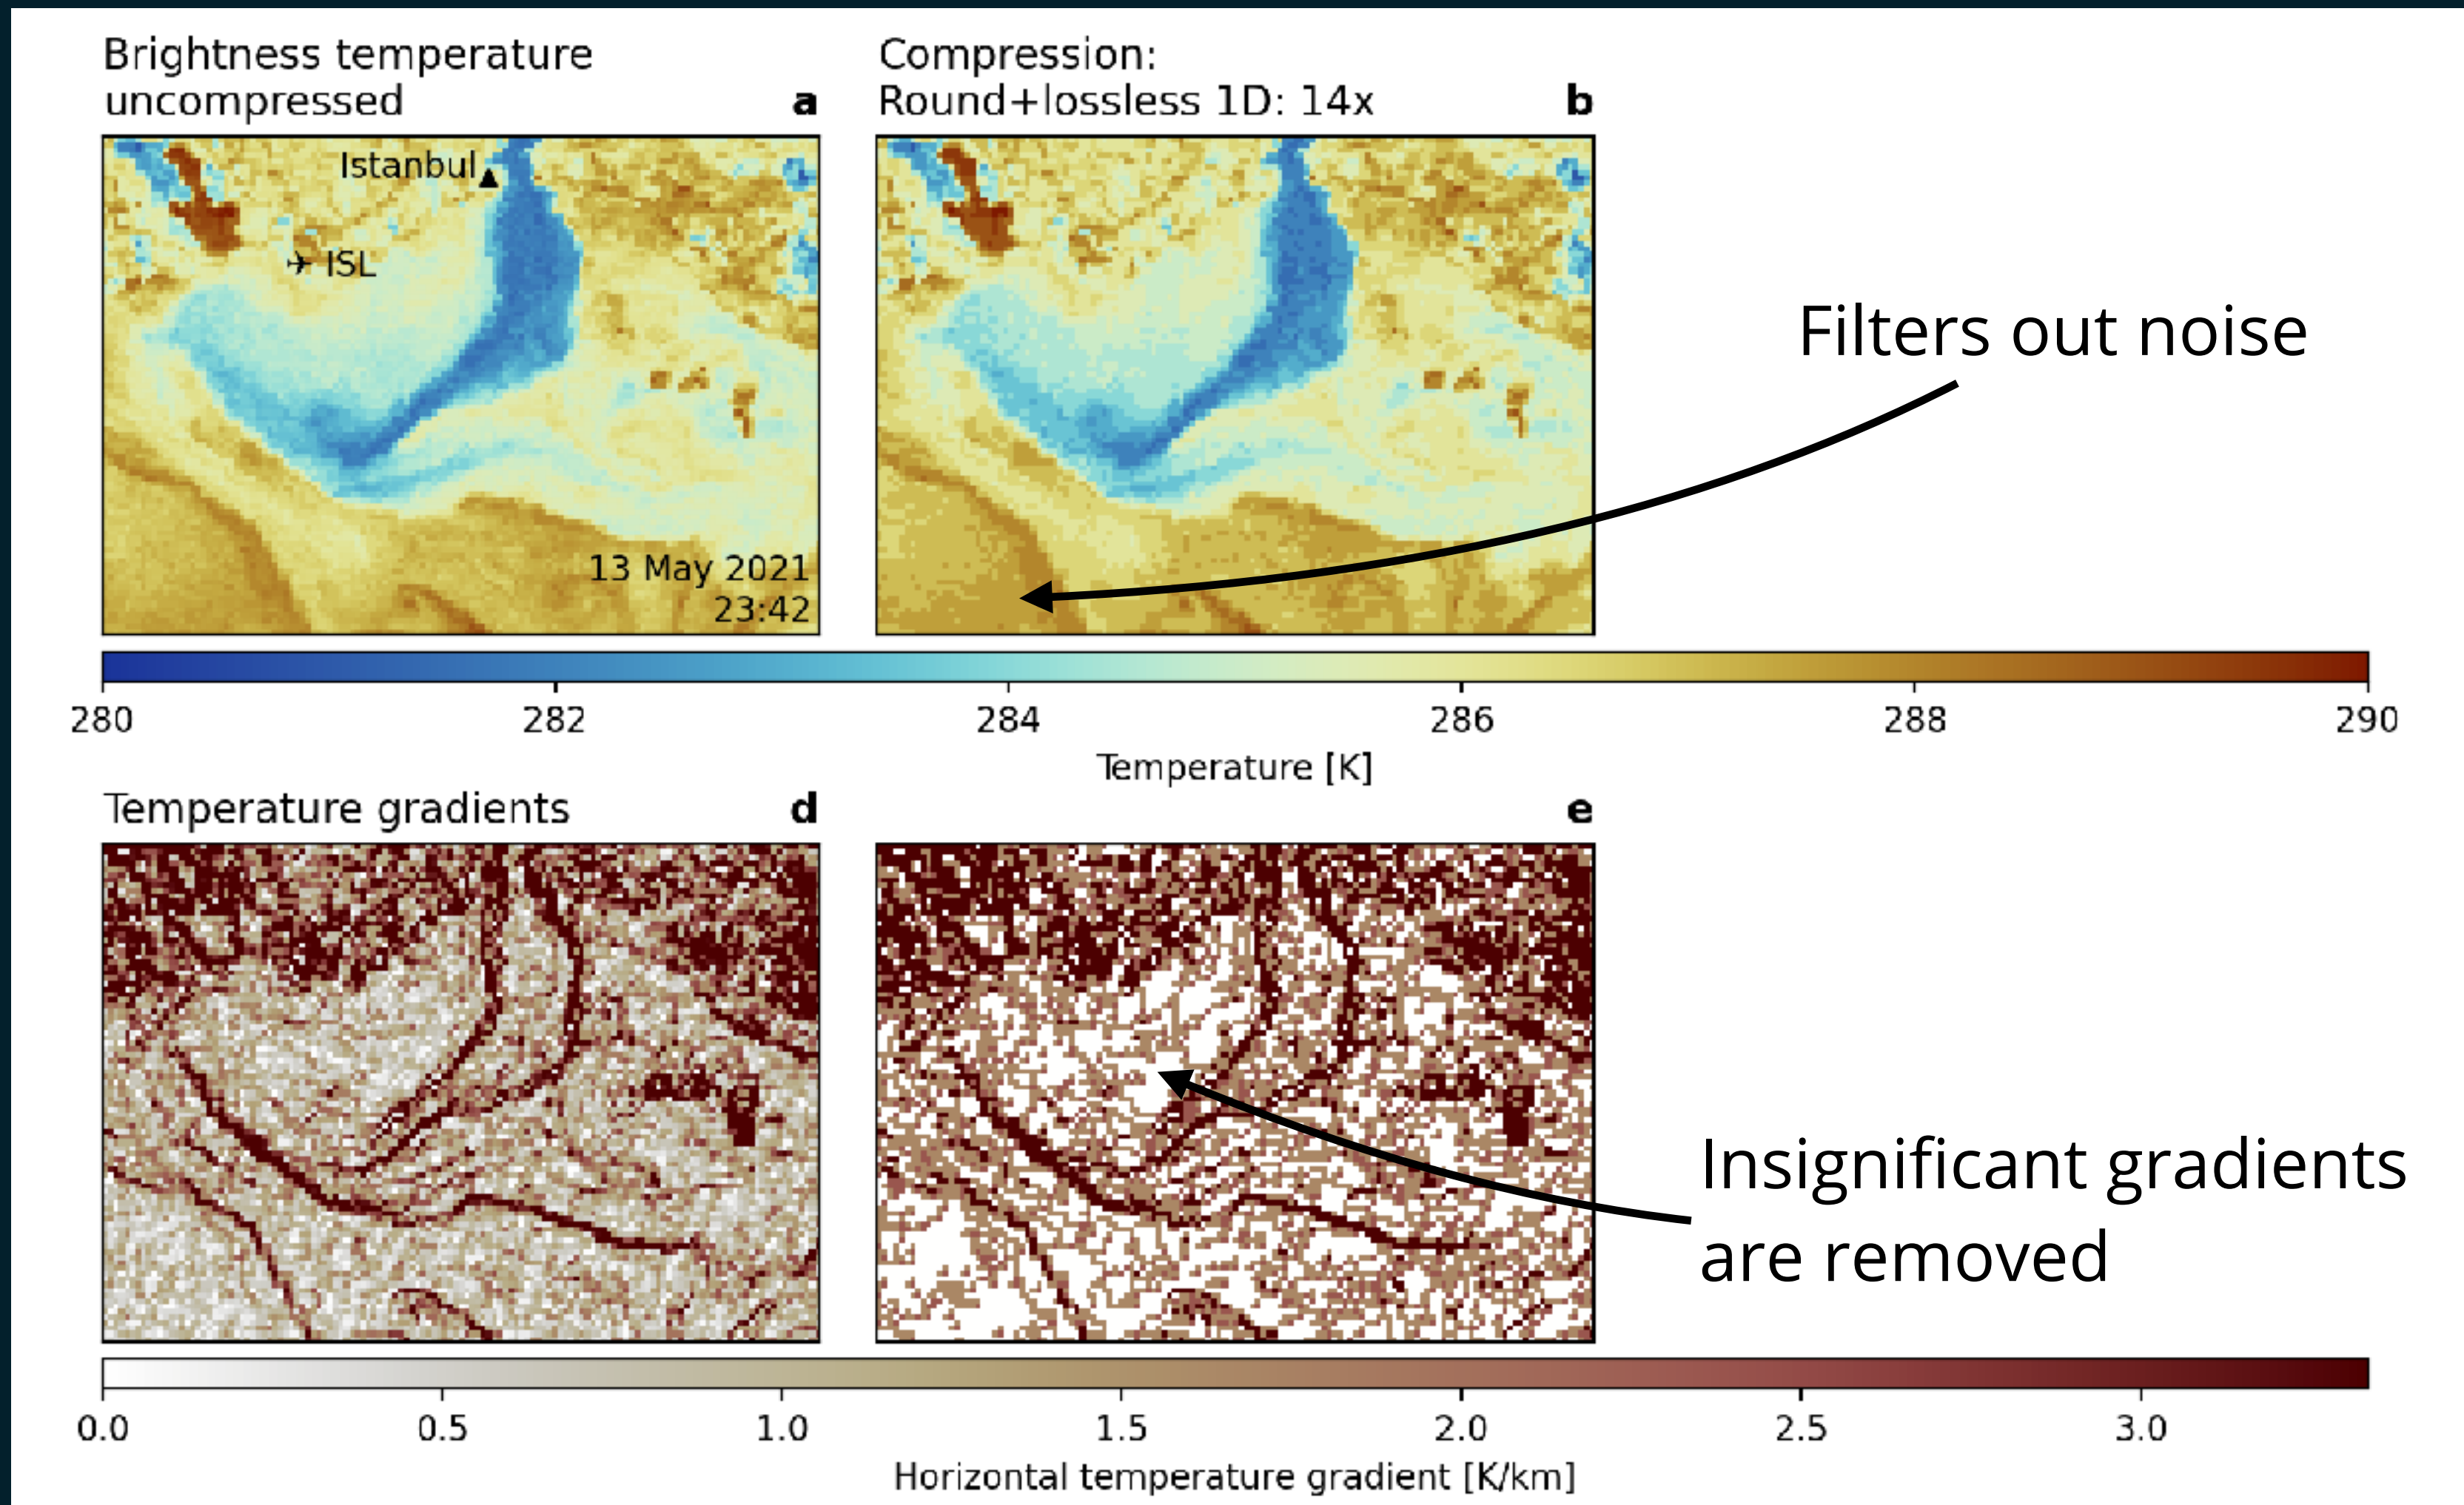 Brightness temperature
uncompressed
a
Compression:
Round+lossless 1D: 14x
b
Istanbul
ISL
13 May 2021
23:42
Filters out noise
280 282 284 286 288 290
Temperature [K]
Temperature gradients
d
e
Insignificant gradients
are removed
0.0 0.5 1.0 1.5 2.0 2.5 3.0
Horizontal temperature gradient [K/km]